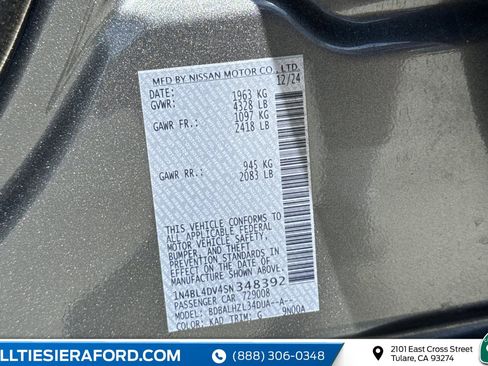 MFD BY NISSAN MOTOR CO., LTD.
12/24
DATE: 1963 KG
GVWR: 4328 LB
1097 KG
GAWR FR.: 2418 LB
945 KG
GAWR RR.: 2083 LB
THIS VEHICLE CONFORMS TO
ALL APPLICABLE FEDERAL
MOTOR VEHICLE SAFETY,
BUMPER, AND THEFT
PREVENTION STANDARDS IN
EFFECT ON THE DATE OF
MANUFACTURE SHOWN ABOVE.
1N4BL4DV4SN348392
PASSENGER CAR 729008
MODEL: BDBALHZL34DUA--A--
COLOR: KAD TRIM: G 9N00A
LLTIESIERAFORD.COM (888) 306-0348 2101 East Cross Street
Tulare, CA 93274